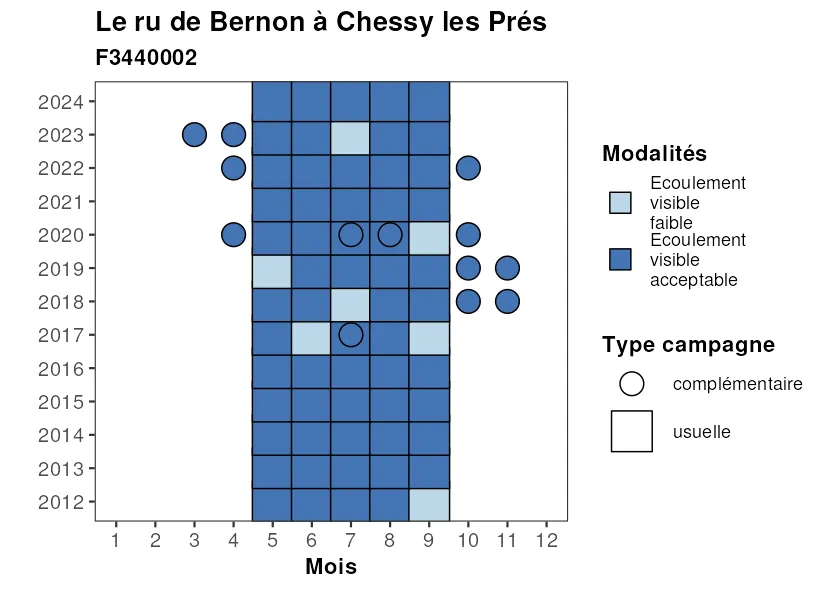 Le ru de Bernon à Chessy les Prés
F3440002
2024
2023
2022
2021
2020
2019
2018
2017
2016
2015
2014
2013
2012
1 2 3 4 5 6 7 8 9 10 11 12
Mois
Modalités
Ecoulement
visible
faible
Ecoulement
visible
acceptable
Type campagne
complémentaire
usuelle